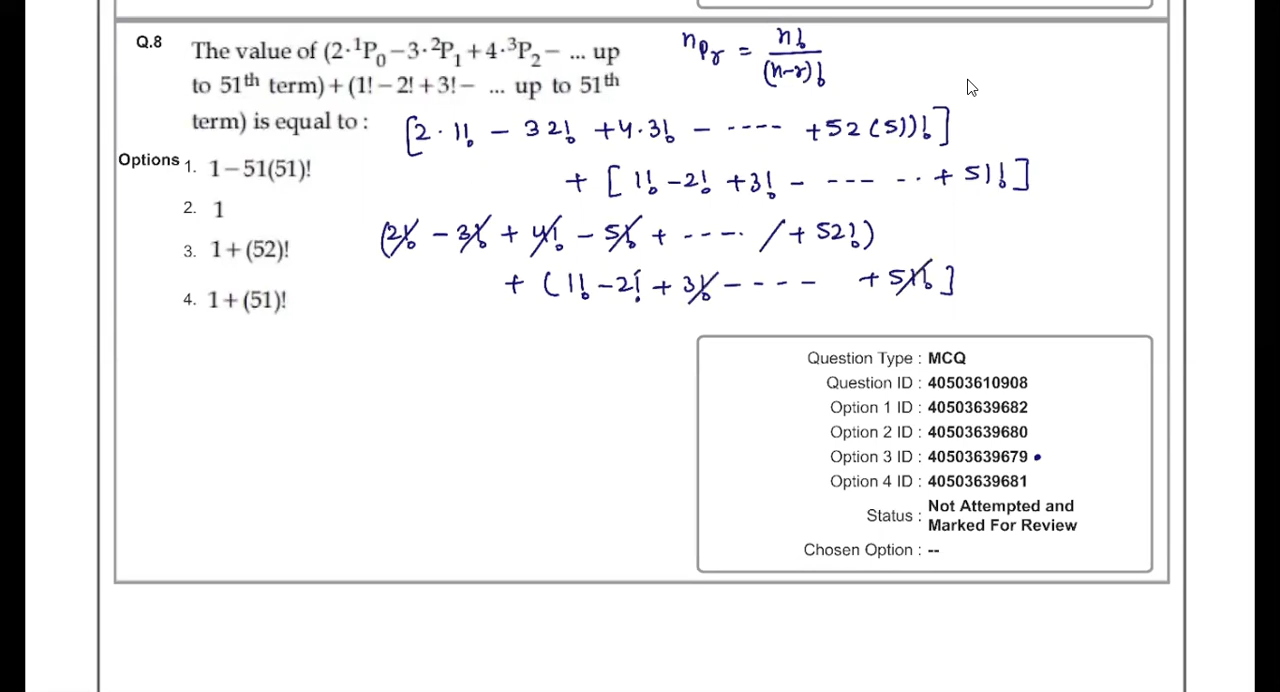 Q.8 The value of (2·¹P₀−3·²P₁+4·³P₂− ... up
to 51th term)+(1!−2!+3!− ... up to 51th
term) is equal to :
nPr = n!/(n-r)!
[2·1! − 3 2! +4·3! − ---- +52(51)!]
+ [1! -2! +3! - --- -·· + 51!]
Options 1. 1−51(51)!
2. 1
3. 1+(52)!
4. 1+(51)!
(2! − 3! + 4! − 5! + ---· / + 52!)
+ (1! -2! + 3! - - - - + 51!]
Question Type : MCQ
Question ID : 40503610908
Option 1 ID : 40503639682
Option 2 ID : 40503639680
Option 3 ID : 40503639679
Option 4 ID : 40503639681
Status : Not Attempted and
Marked For Review
Chosen Option : --